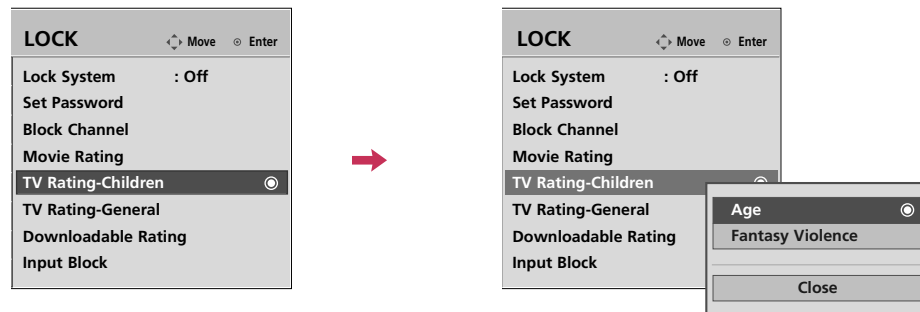 LOCK Move Enter
Lock System : Off
Set Password
Block Channel
Movie Rating
TV Rating-Children
TV Rating-General
Downloadable Rating
Input Block
LOCK Move Enter
Lock System : Off
Set Password
Block Channel
Movie Rating
TV Rating-Children
TV Rating-General
Downloadable Rating
Input Block
Age
Fantasy Violence
Close